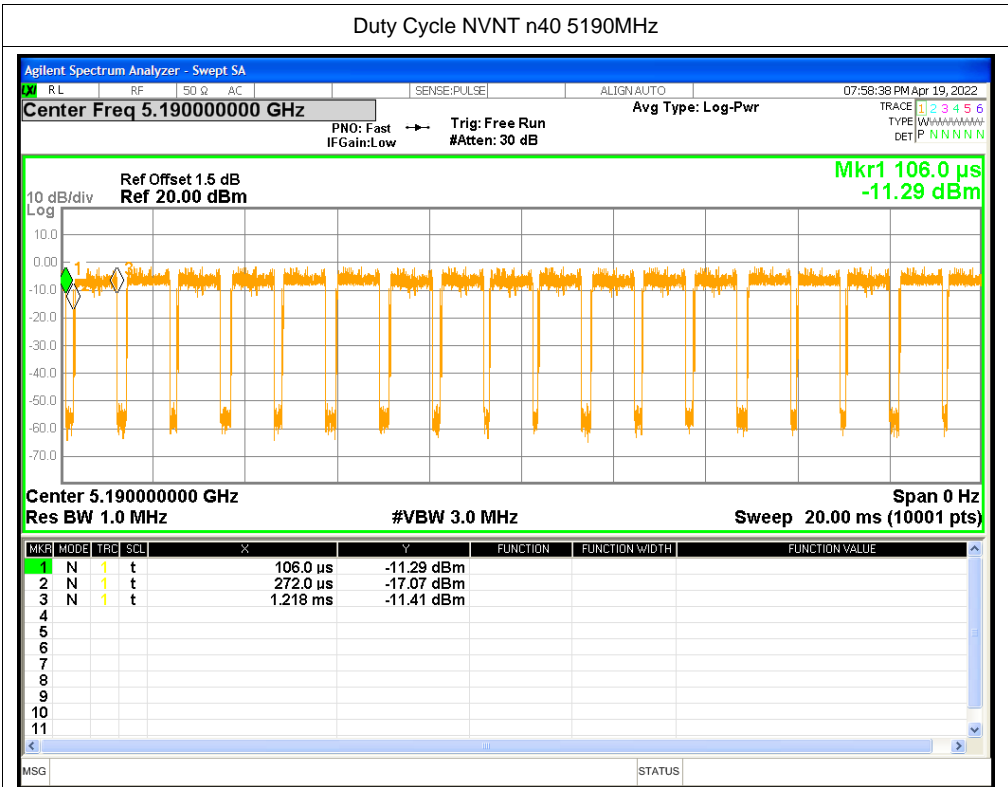 Duty Cycle NVNT n40 5190MHz
Agilent Spectrum Analyzer - Swept SA
LXI RL RF 50 Ω AC SENSE:PULSE ALIGN AUTO 07:58:38 PM Apr 19, 2022
Center Freq 5.190000000 GHz Avg Type: Log-Pwr TRACE 1 2 3 4 5 6
PNO: Fast Trig: Free Run TYPE WWWWWW
IFGain:Low #Atten: 30 dB DET P N N N N N
Mkr1 106.0 µs
-11.29 dBm
Ref Offset 1.5 dB
10 dB/div Ref 20.00 dBm
Log
10.0
0.00
-10.0
-20.0
-30.0
-40.0
-50.0
-60.0
-70.0
1 2 3
Center 5.190000000 GHz Span 0 Hz
Res BW 1.0 MHz #VBW 3.0 MHz Sweep 20.00 ms (10001 pts)
MKR MODE TRC SCL X Y FUNCTION FUNCTION WIDTH FUNCTION VALUE
1 N 1 t 106.0 µs -11.29 dBm
2 N 1 t 272.0 µs -17.07 dBm
3 N 1 t 1.218 ms -11.41 dBm
4
5
6
7
8
9
10
11
MSG STATUS